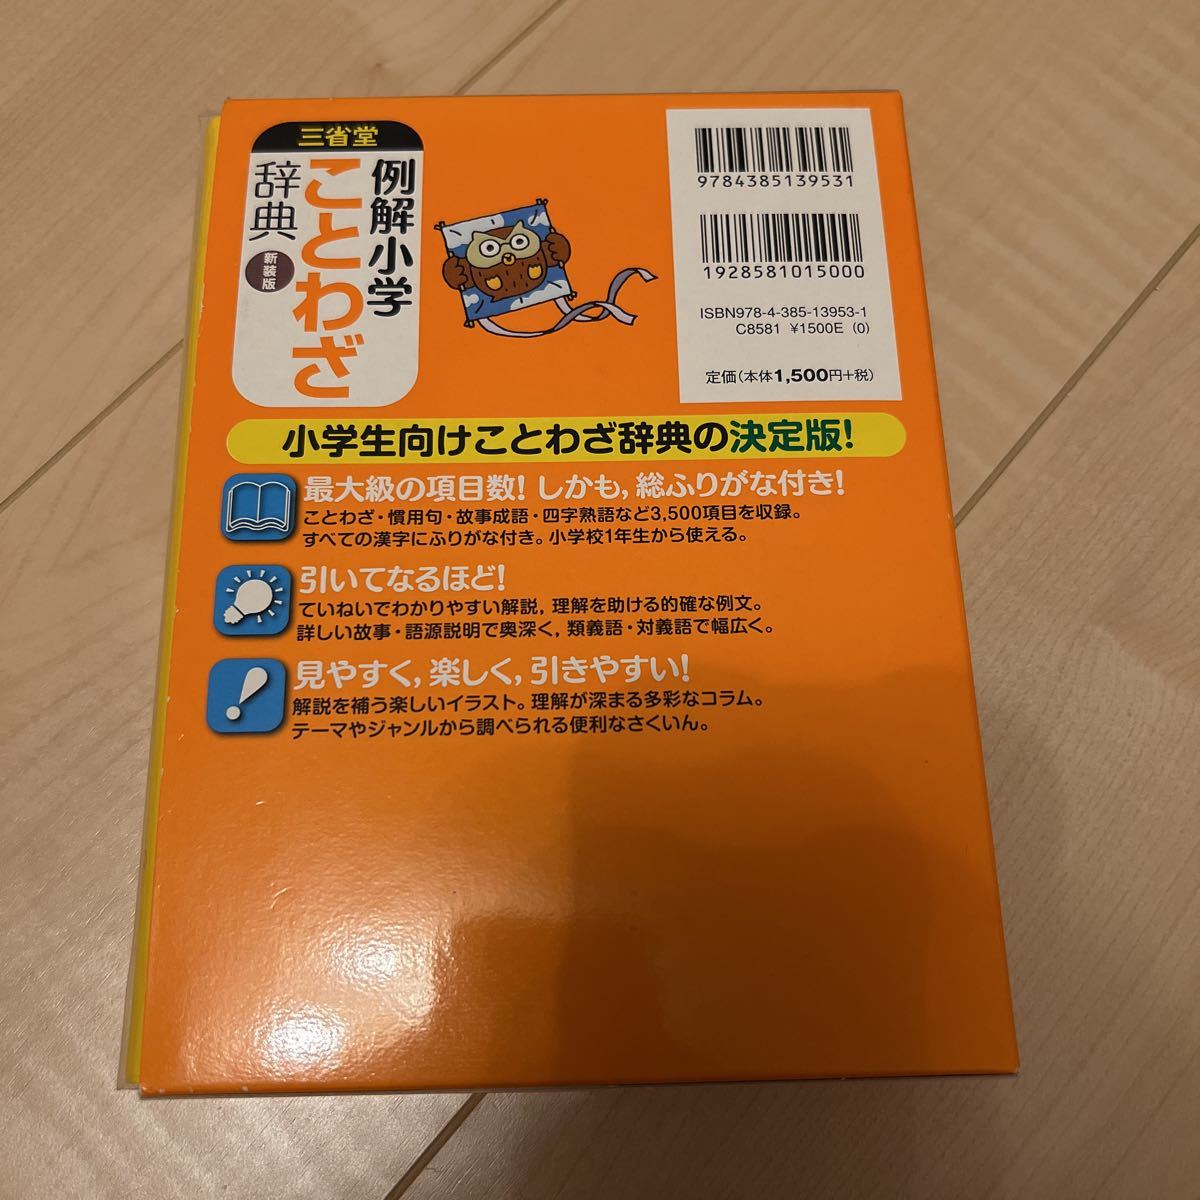 三省堂
例解小学
ことわざ
辞典
新装版
9784385139531
1928581015000
ISBN978-4-385-13953-1
C8581 ¥1500E (0)
定価(本体1,500円+税)
小学生向けことわざ辞典の決定版!
最大級の項目数! しかも,総ふりがな付き!
ことわざ・慣用句・故事成語・四字熟語など3,500項目を収録。
すべての漢字にふりがな付き。小学校1年生から使える。
引いてなるほど!
ていねいでわかりやすい解説,理解を助ける的確な例文。
詳しい故事・語源説明で奥深く,類義語・対義語で幅広く。
見やすく,楽しく,引きやすい!
解説を補う楽しいイラスト。理解が深まる多彩なコラム。
テーマやジャンルから調べられる便利なさくいん。